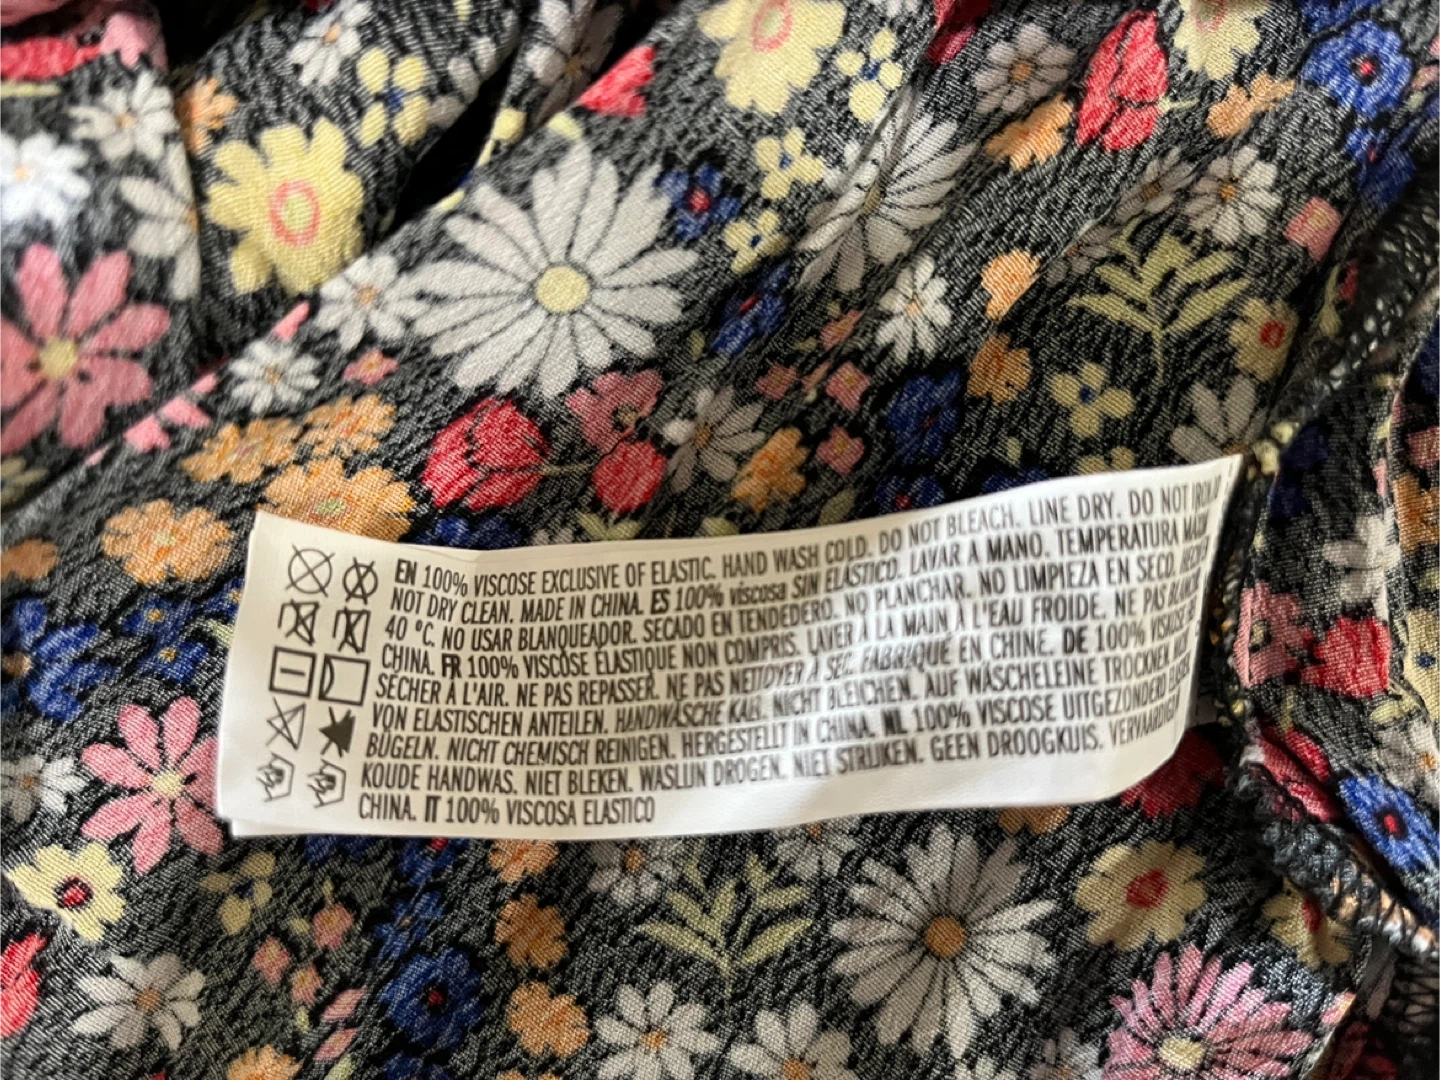 EN 100% VISCOSE EXCLUSIVE OF ELASTIC. HAND WASH COLD. DO NOT BLEACH. LINE DRY. DO NOT IRON
NOT DRY CLEAN. MADE IN CHINA. ES 100% viscosa SIN ELÁSTICO. LAVAR A MANO. TEMPERATURA
40 °C. NO USAR BLANQUEADOR. SECADO EN TENDEDERO. NO PLANCHAR. NO LIMPIEZA EN SECO.
CHINA. FR 100% VISCOSE ÉLASTIQUE NON COMPRIS. LAVER À LA MAIN À L'EAU FROIDE. NE PAS
SÉCHER À L'AIR. NE PAS REPASSER. NE PAS NETTOYER À SEC. FABRIQUÉ EN CHINE. DE 100%
VON ELASTISCHEN ANTEILEN. HANDWÄSCHE KALT. NICHT BLEICHEN. AUF WÄSCHELEINE TROCKNEN.
BÜGELN. NICHT CHEMISCH REINIGEN. HERGESTELLT IN CHINA. NL 100% VISCOSE UITGEZONDERD
KOUDE HANDWAS. NIET BLEKEN. WASLIJN DROGEN. NIET STRIJKEN. GEEN DROOGKUIS.
CHINA. IT 100% VISCOSA ELASTICO